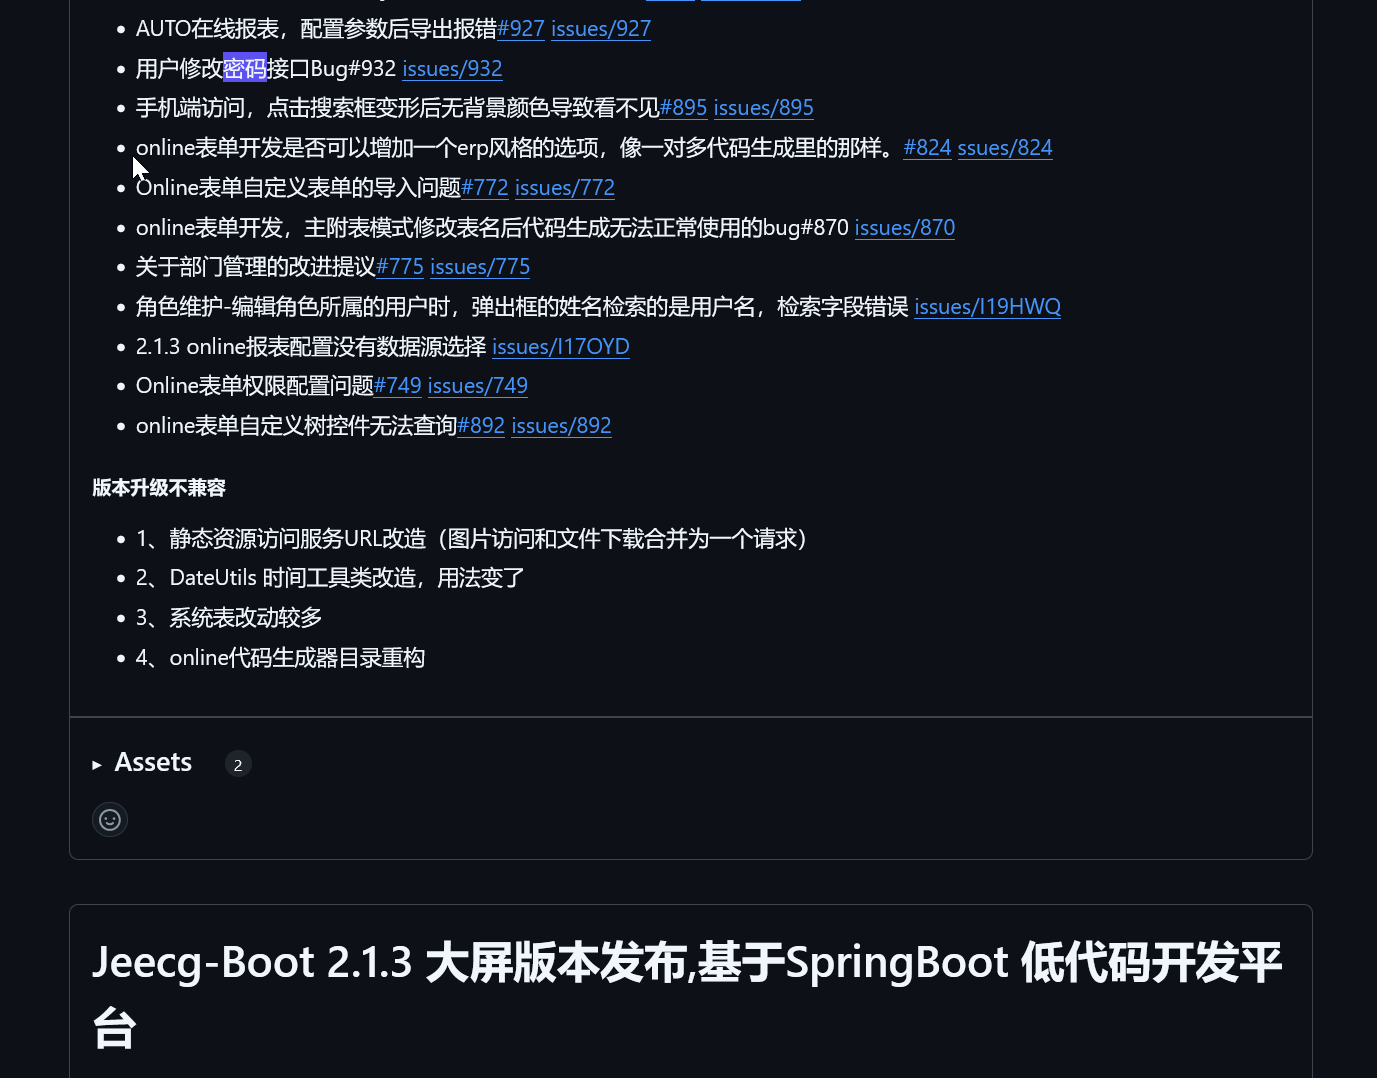 AUTO在线报表，配置参数后导出报错#927 issues/927
用户修改密码接口Bug#932 issues/932
手机端访问，点击搜索框变形后无背景颜色导致看不见#895 issues/895
online表单开发是否可以增加一个erp风格的选项，像一对多代码生成里的那样。#824 ssues/824
Online表单自定义表单的导入问题#772 issues/772
online表单开发，主附表模式修改表名后代码生成无法正常使用的bug#870 issues/870
关于部门管理的改进提议#775 issues/775
角色维护-编辑角色所属的用户时，弹出框的姓名检索的是用户名，检索字段错误 issues/I19HWQ
2.1.3 online报表配置没有数据源选择 issues/I17OYD
Online表单权限配置问题#749 issues/749
online表单自定义树控件无法查询#892 issues/892
版本升级不兼容
1、静态资源访问服务URL改造（图片访问和文件下载合并为一个请求）
2、DateUtils 时间工具类改造，用法变了
3、系统表改动较多
4、online代码生成器目录重构
Assets 2
Jeecg-Boot 2.1.3 大屏版本发布,基于SpringBoot 低代码开发平
台